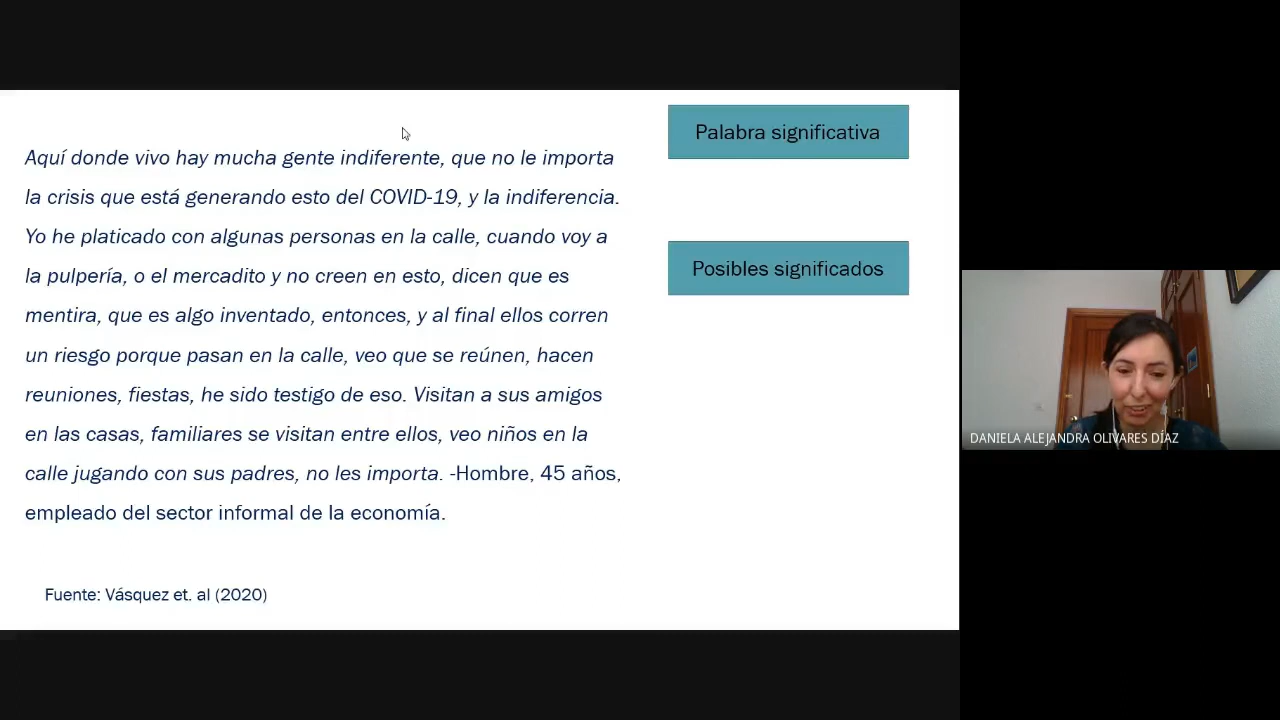 Aquí donde vivo hay mucha gente indiferente, que no le importa
la crisis que está generando esto del COVID-19, y la indiferencia.
Yo he platicado con algunas personas en la calle, cuando voy a
la pulpería, o el mercadito y no creen en esto, dicen que es
mentira, que es algo inventado, entonces, y al final ellos corren
un riesgo porque pasan en la calle, veo que se reúnen, hacen
reuniones, fiestas, he sido testigo de eso. Visitan a sus amigos
en las casas, familiares se visitan entre ellos, veo niños en la
calle jugando con sus padres, no les importa. -Hombre, 45 años,
empleado del sector informal de la economía.
Fuente: Vásquez et. al (2020)
Palabra significativa
Posibles significados
DANIELA ALEJANDRA OLIVARES DÍAZ